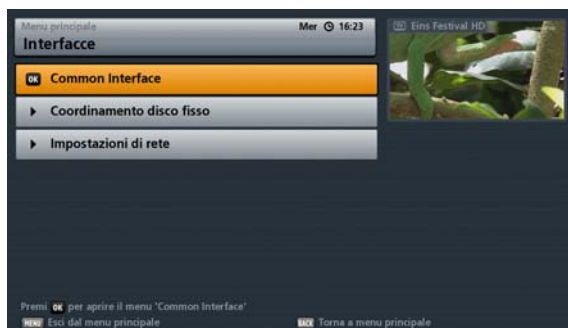 Menu principale
Mer 16:23
TV Eins Festival HD
Interfacce
OK Common Interface
Coordinamento disco fisso
Impostazioni di rete
Premi OK per aprire il menu 'Common Interface'
MENU Esci dal menu principale
BACK Torna a menu principale